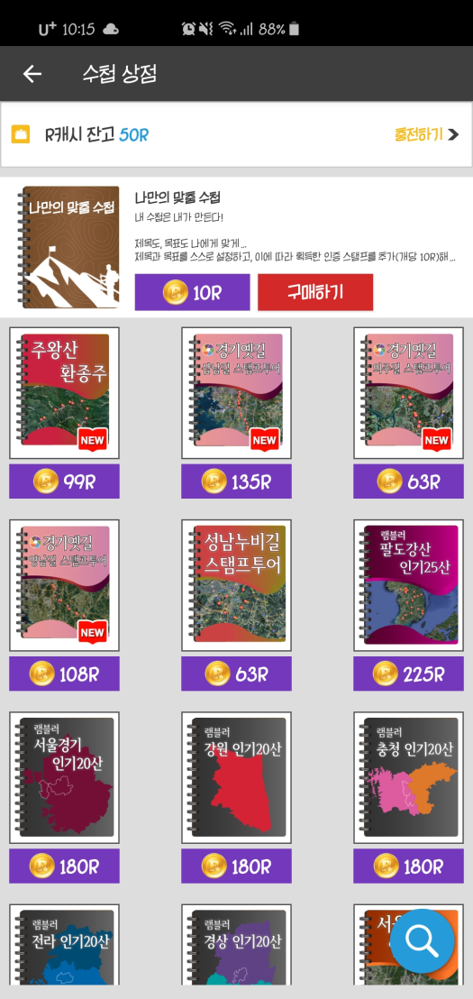 U+ 10:15 88%
수첩 상점
R캐시 잔고 50R 충전하기
나만의 맞춤 수첩
나만의 맞춤 수첩
내 수첩은 내가 만든다!
제목도, 목표도 나에게 맞게 ...
제목과 목표를 스스로 설정하고, 이에 따라 획득한 인증 스탬프를 추가(개당 10R)해 ...
10R 구매하기
주왕산
환종주
NEW
경기옛길
삼남길 스탬프투어
NEW
경기옛길
의주길 스탬프투어
NEW
99R 135R 63R
경기옛길
영남길 스탬프투어
NEW
성남누비길
스탬프투어
램블러
팔도강산
인기25산
108R 63R 225R
램블러
서울경기
인기20산
램블러
강원 인기20산
램블러
충청 인기20산
180R 180R 180R
램블러
전라 인기20산
램블러
경상 인기20산